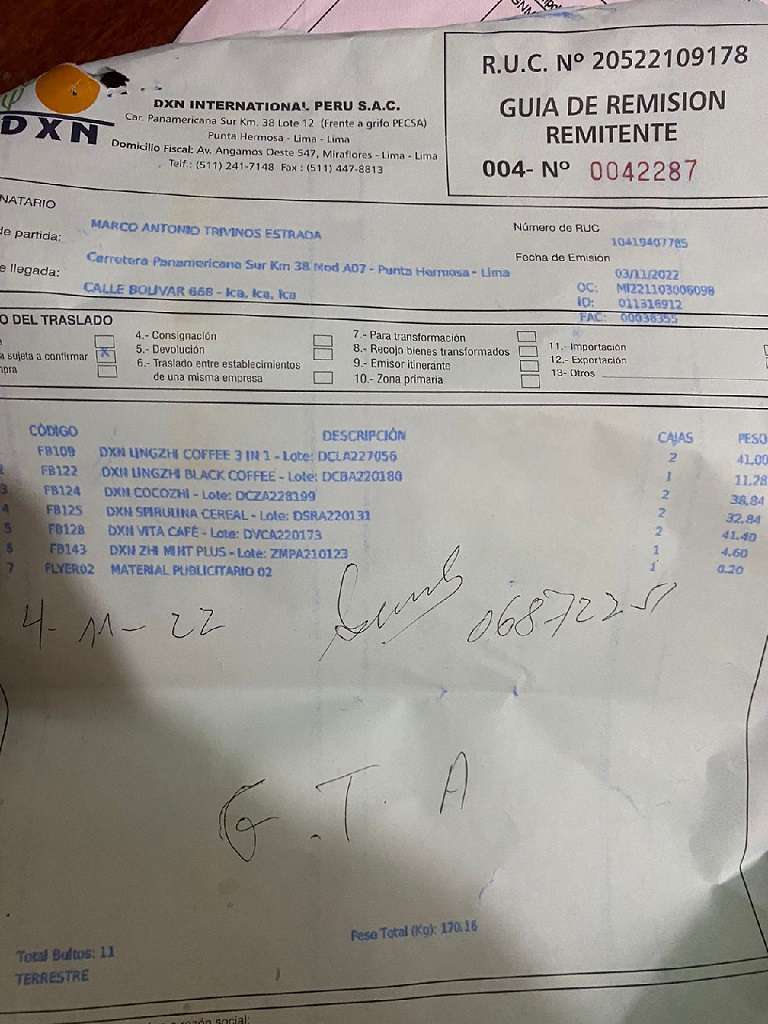 DXN
DXN INTERNATIONAL PERU S.A.C.
Car. Panamericana Sur Km. 38 Lote 12 (Frente a grifo PECSA)
Punta Hermosa - Lima - Lima
Domicilio Fiscal: Av. Angamos Oeste 547, Miraflores - Lima - Lima
Telf.: (511) 241-7148 Fax : (511) 447-8813
R.U.C. Nº 20522109178
GUIA DE REMISION
REMITENTE
004- Nº 0042287
NATARIO
MARCO ANTONIO TRIVINOS ESTRADA
Número de RUC
10419407785
de partida:
Carretera Panamericana Sur Km 38 Mod A07 - Punta Hermosa - Lima
Fecha de Emisión
03/11/2022
e llegada:
CALLE BOLIVAR 668 - Ica, Ica, Ica
OC: MI221103006098
ID: 011316912
FAC: 00038355
O DEL TRASLADO
a sujeta a confirmar X
pra
4.- Consignación
5.- Devolución
6.- Traslado entre establecimientos
de una misma empresa
7.- Para transformación
8.- Recojo bienes transformados
9.- Emisor itinerante
10.- Zona primaria
11.- Importación
12.- Exportación
13- Otros
CÓDIGO DESCRIPCIÓN CAJAS PESO
FB109 DXN LINGZHI COFFEE 3 IN 1 - Lote: DCLA227056 2 41.00
FB122 DXN LINGZHI BLACK COFFEE - Lote: DCBA220180 1 11.28
3 FB124 DXN COCOZHI - Lote: DCZA228199 2 38.84
4 FB125 DXN SPIRULINA CEREAL - Lote: DSRA220131 2 32.84
5 FB128 DXN VITA CAFÉ - Lote: DVCA220173 2 41.40
6 FB143 DXN ZHI MINT PLUS - Lote: ZMPA210123 1 4.60
7 FLYER02 MATERIAL PUBLICITARIO 02 1 0.20
4-11-22
G.T.A
Total Bultos: 11
Peso Total (Kg): 170.16
TERRESTRE
razón social: